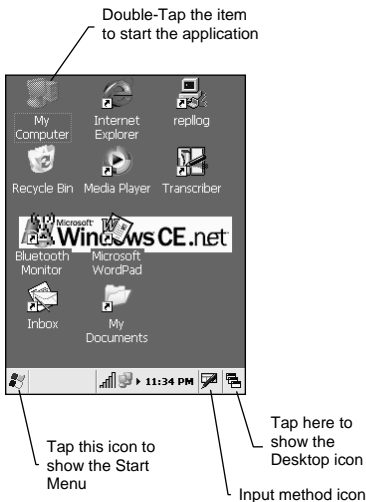 Double-Tap the item
to start the application
My
Computer
Internet
Explorer
repllog
Recycle Bin
Media Player
Transcriber
Microsoft
Windows CE.net
Bluetooth
Monitor
Microsoft
WordPad
Inbox
My
Documents
11:34 PM
Tap this icon to
show the Start
Menu
Tap here to
show the
Desktop icon
Input method icon